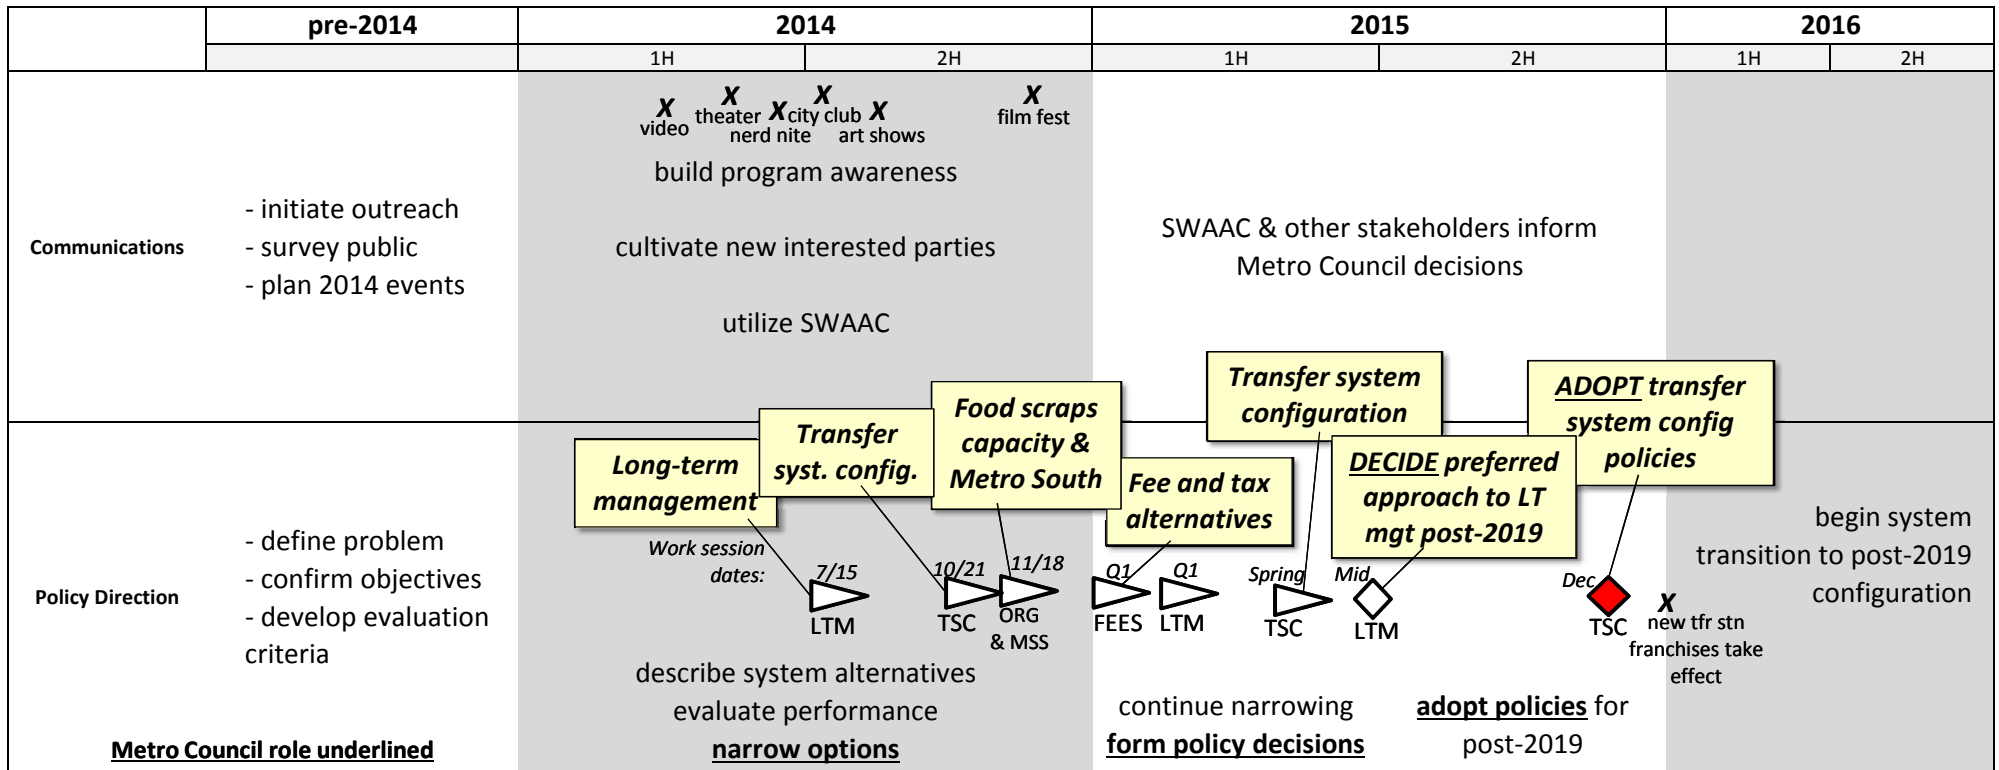 pre-2014
2014
2015
2016
1H
2H
1H
2H
1H
2H
Communications
- initiate outreach
- survey public
- plan 2014 events
X
video
X
theater
X
nerd nite
X
city club
X
art shows
X
film fest
build program awareness
cultivate new interested parties
utilize SWAAC
SWAAC & other stakeholders inform
Metro Council decisions
Policy Direction
- define problem
- confirm objectives
- develop evaluation
criteria
Metro Council role underlined
Long-term
management
Transfer
syst. config.
Food scraps
capacity &
Metro South
Fee and tax
alternatives
Transfer system
configuration
DECIDE preferred
approach to LT
mgt post-2019
ADOPT transfer
system config
policies
Work session
dates:
7/15
LTM
10/21
TSC
11/18
ORG
& MSS
Q1
FEES
Q1
LTM
Spring
TSC
Mid
LTM
Dec
TSC
X
new tfr stn
franchises take
effect
describe system alternatives
evaluate performance
narrow options
continue narrowing
form policy decisions
adopt policies for
post-2019
begin system
transition to post-2019
configuration